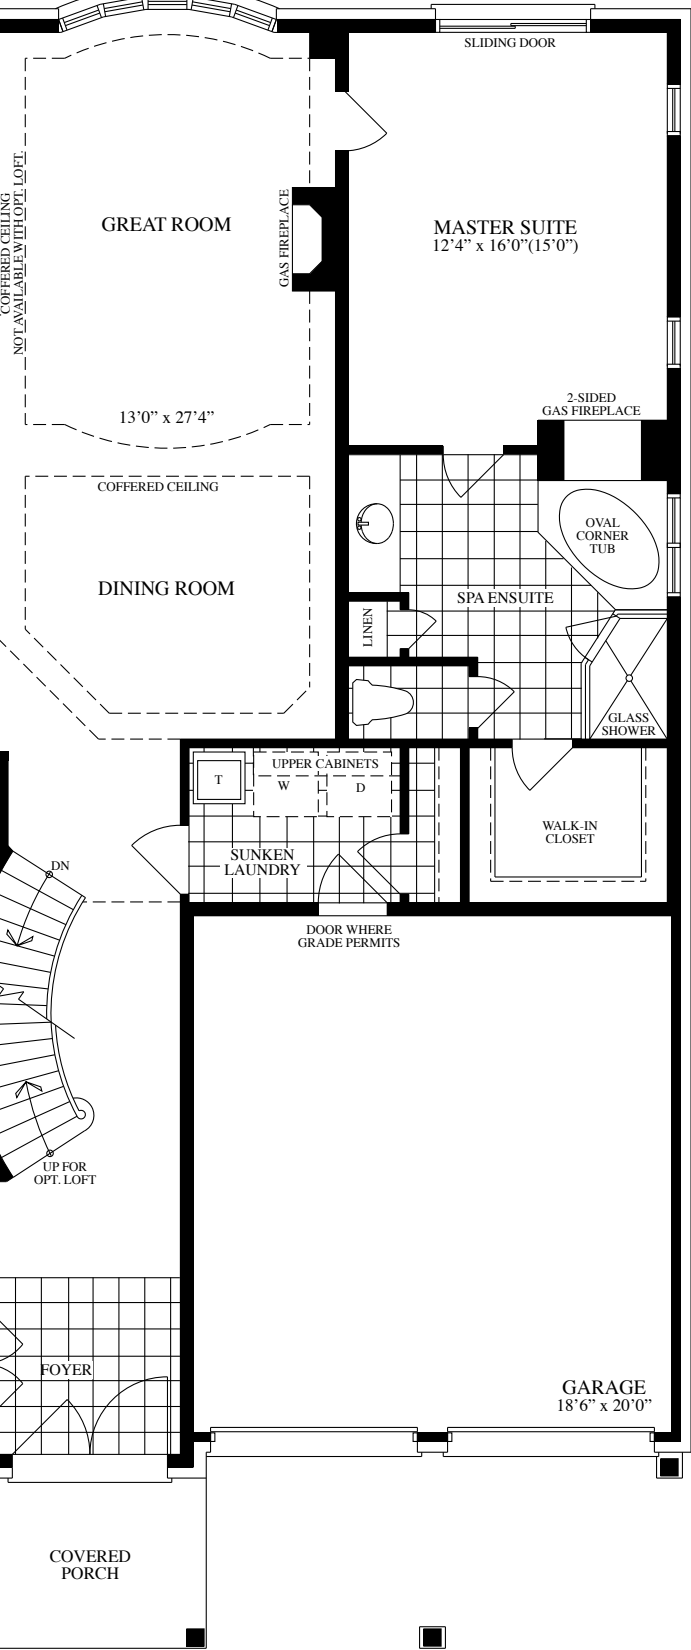 SLIDING DOOR
COFFERED CEILING
NOT AVAILABLE WITH OPT. LOFT.
GREAT ROOM
GAS FIREPLACE
MASTER SUITE
12’4” x 16’0”(15’0”)
13’0” x 27’4”
2-SIDED
GAS FIREPLACE
COFFERED CEILING
OVAL
CORNER
TUB
DINING ROOM
SPA ENSUITE
LINEN
GLASS
SHOWER
UPPER CABINETS
T
W
D
WALK-IN
CLOSET
SUNKEN
LAUNDRY
DN
DOOR WHERE
GRADE PERMITS
UP FOR
OPT. LOFT
FOYER
GARAGE
18’6” x 20’0”
COVERED
PORCH